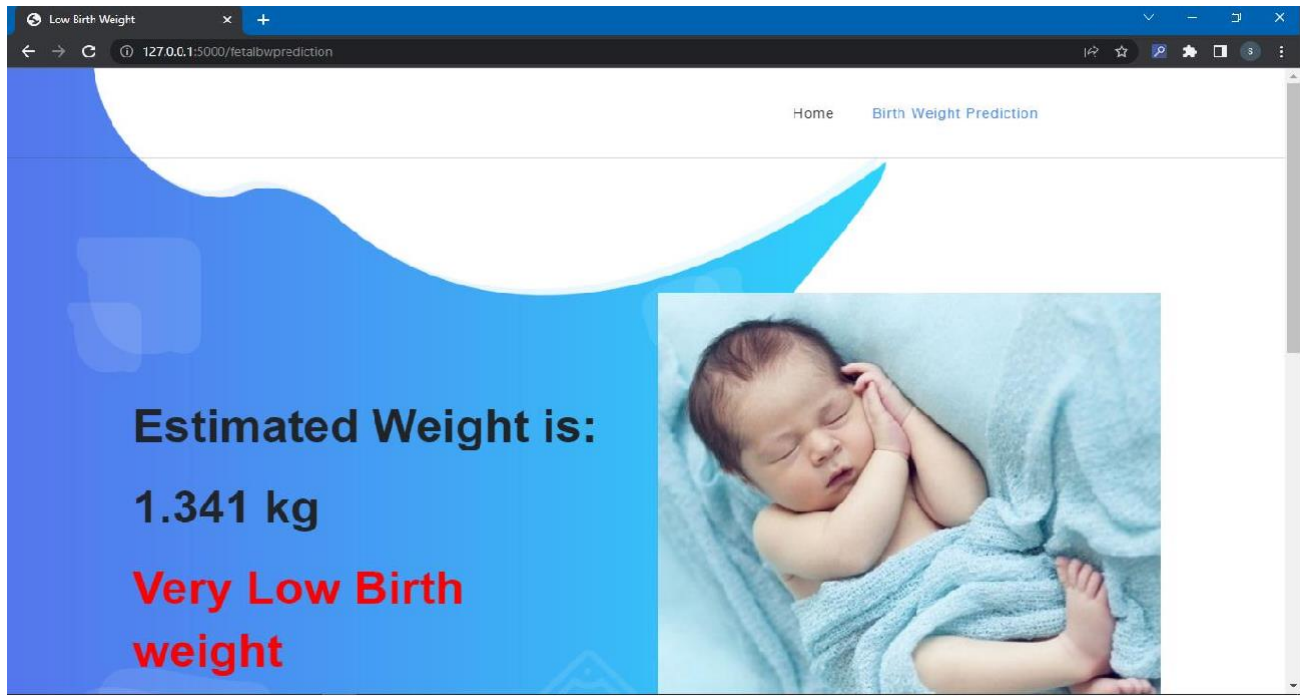 Low Birth Weight
127.0.0.1:5000/fetalbwprediction
s
Home Birth Weight Prediction
Estimated Weight is:
1.341 kg
Very Low Birth
weight